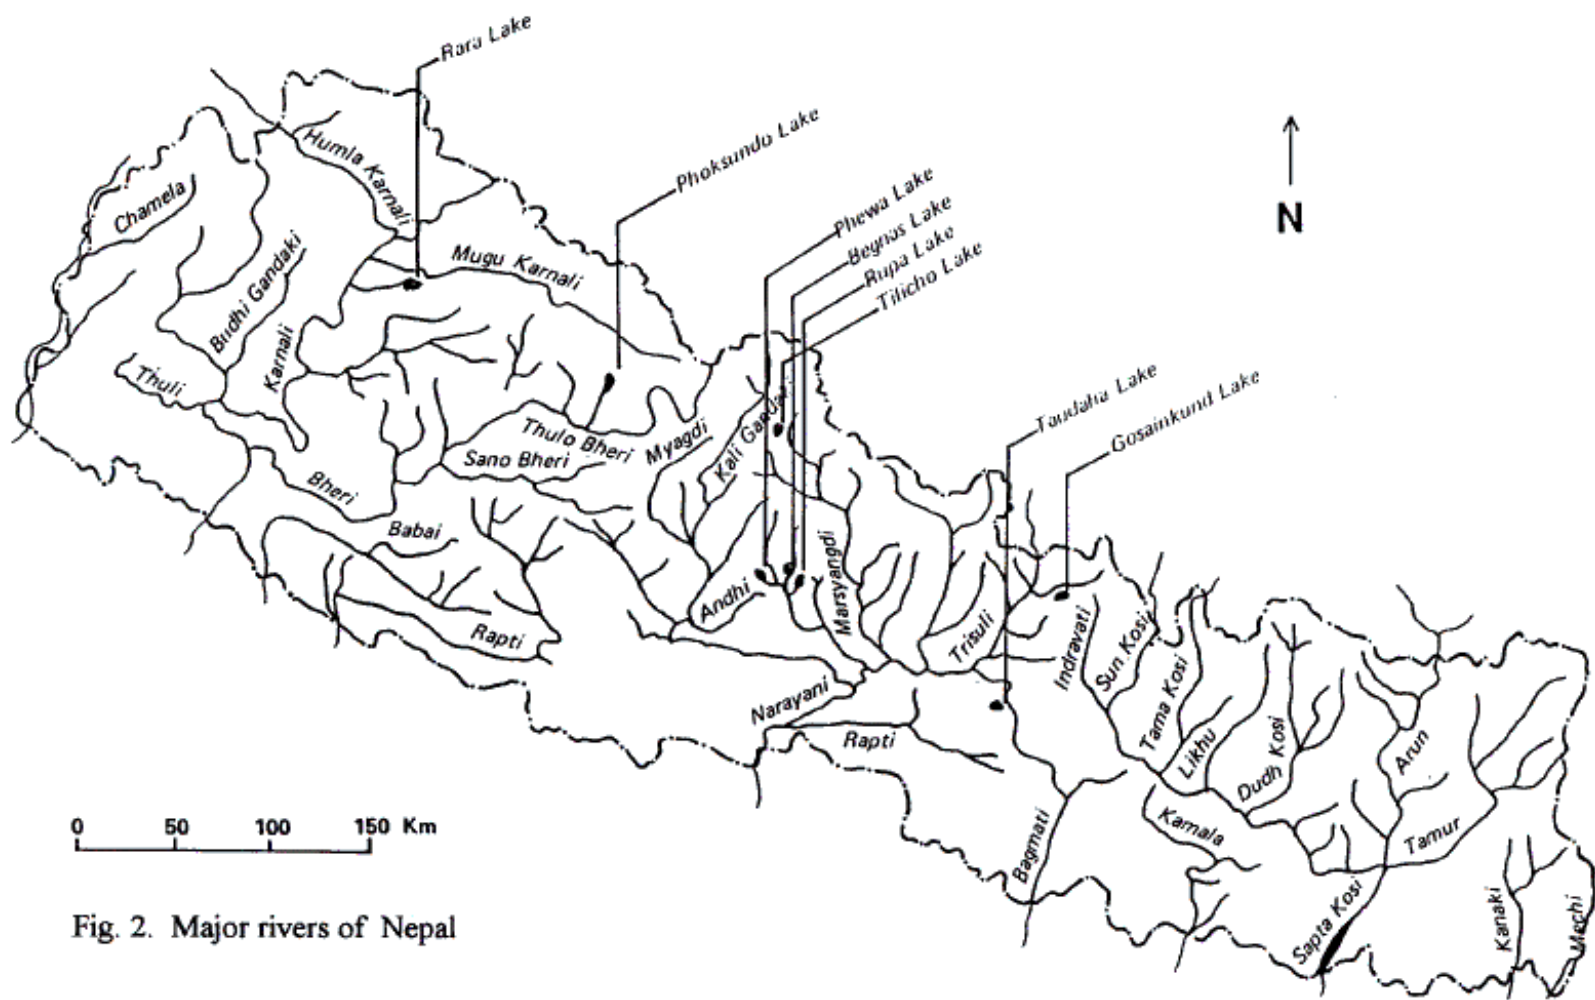 Rara Lake
Phoksundo Lake
Phewa Lake
Begnas Lake
Rupa Lake
Tilicho Lake
Taudaha Lake
Gosainkund Lake
N
Humla Karnali
Chamela
Mugu Karnali
Budhi Gandaki
Karnali
Thuli
Thulo Bheri
Sano Bheri
Myagdi
Kali Gandaki
Bheri
Babai
Rapti
Andhi
Marsyangdi
Trisuli
Indravati
Sun Kosi
Tama Kosi
Likhu
Dudh Kosi
Arun
Tamur
Narayani
Rapti
Bagmati
Kamala
Sapta Kosi
Kanaki
Mechi
0 50 100 150 Km
Fig. 2. Major rivers of Nepal